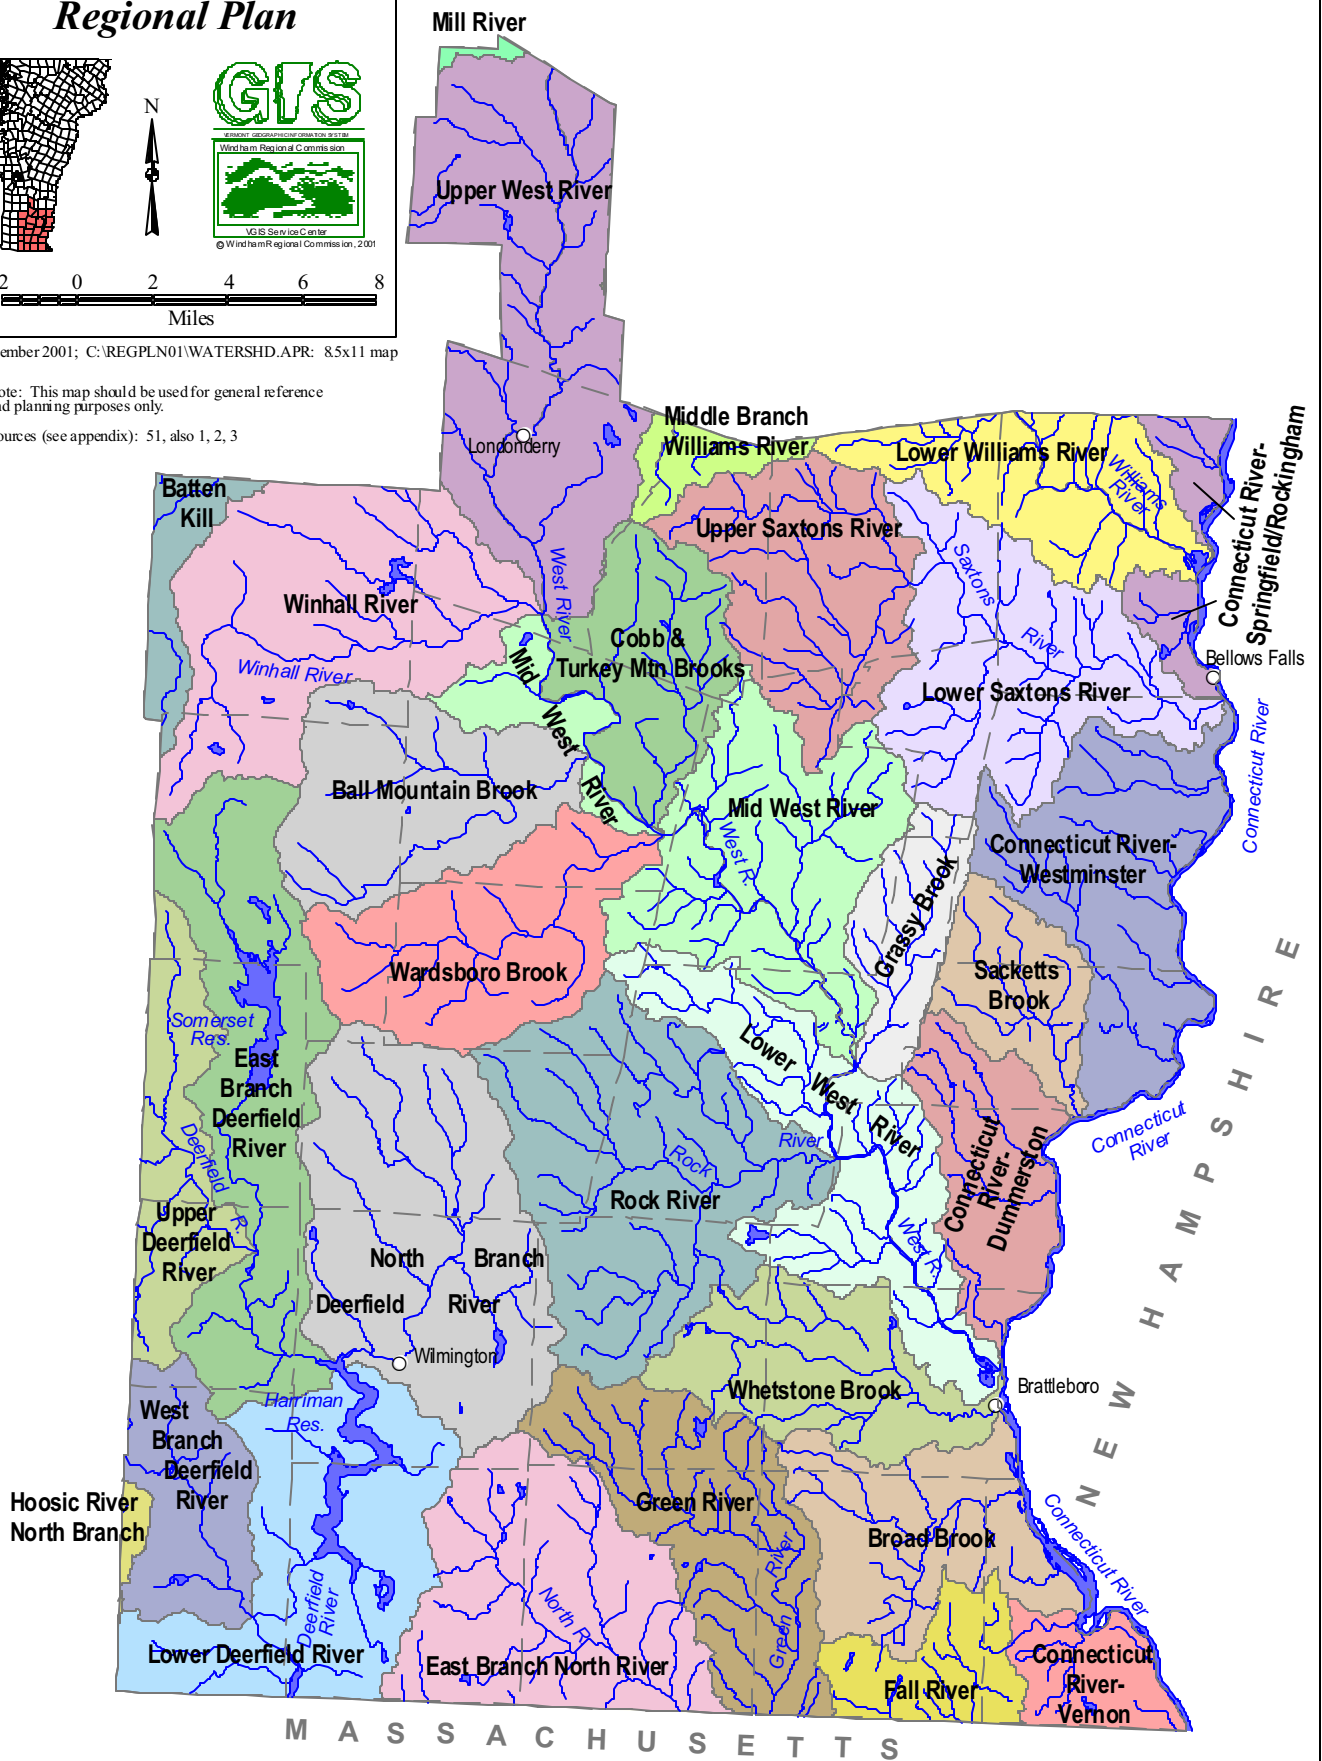 Regional Plan
N
VERMONT GEOGRAPHIC INFORMATION SYSTEM
Windham Regional Commission
VGIS Service Center
© Windham Regional Commission, 2001
2 0 2 4 6 8
Miles
ember 2001; C:\REGPLN01\WATERSHD.APR: 8.5x11 map
ote: This map should be used for general reference
nd planning purposes only.
ources (see appendix): 51, also 1, 2, 3
Mill River
Upper West River
Londonderry
Middle Branch
Williams River
Lower Williams River
Williams
River
Connecticut River-
Springfield/Rockingham
Batten
Kill
Upper Saxtons River
West River
Saxtons
River
Winhall River
Winhall River
Cobb &
Turkey Mtn Brooks
Mid
West
River
Lower Saxtons River
Bellows Falls
Connecticut River
Ball Mountain Brook
Mid West River
West R.
Connecticut River-
Westminster
Grassy Brook
Wardsboro Brook
Sacketts
Brook
Somerset
Res.
East
Branch
Deerfield
River
Lower
West
River
Connecticut
River-
Dummerston
Connecticut
River
NEW HAMPSHIRE
Deerfield
R.
Rock
River
Rock River
West R.
Upper
Deerfield
River
North Branch
Deerfield River
Wilmington
Whetstone Brook
Brattleboro
Harriman
Res.
West
Branch
Deerfield
River
Hoosic River
North Branch
Green River
Broad Brook
Connecticut River
Green
River
Deerfield
River
North R.
Lower Deerfield River
East Branch North River
Fall River
Connecticut
River-
Vernon
MASSACHUSETTS
GIS